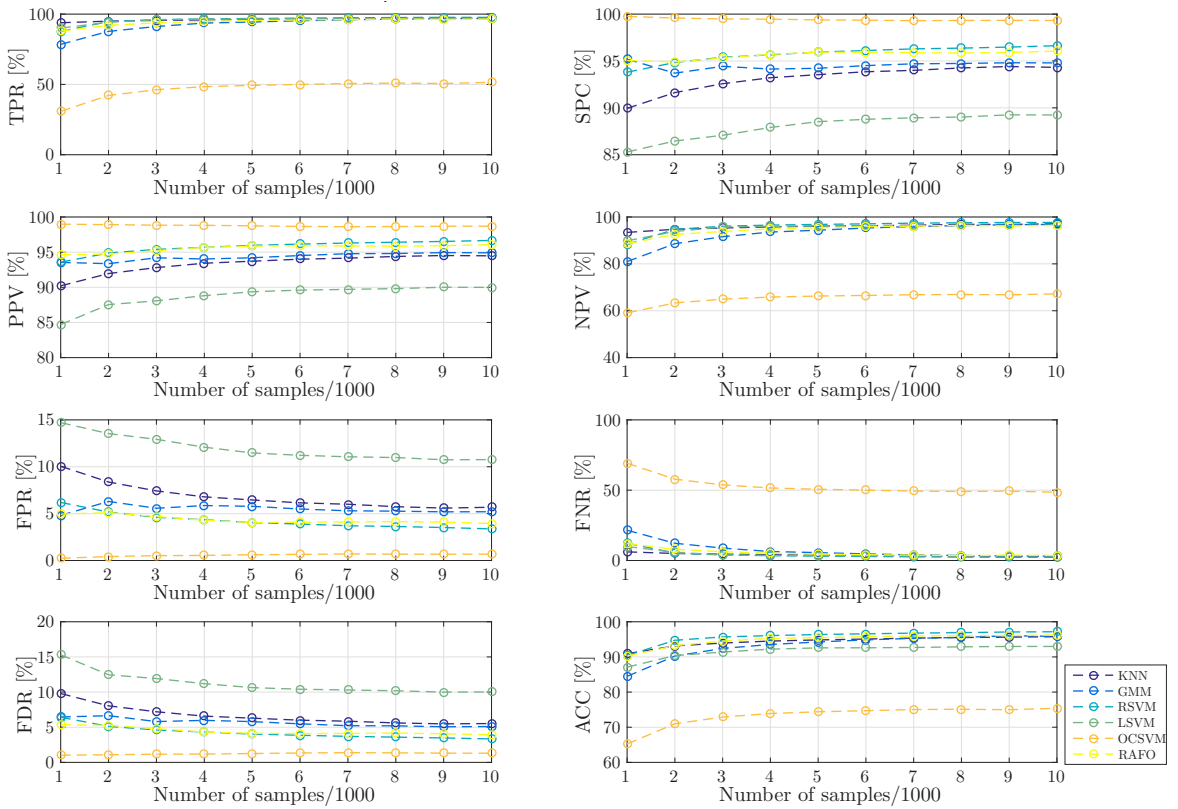 TPR [%]
100
50
0
1 2 3 4 5 6 7 8 9 10
Number of samples/1000
SPC [%]
100
95
90
85
1 2 3 4 5 6 7 8 9 10
Number of samples/1000
PPV [%]
100
95
90
85
80
1 2 3 4 5 6 7 8 9 10
Number of samples/1000
NPV [%]
100
80
60
40
1 2 3 4 5 6 7 8 9 10
Number of samples/1000
FPR [%]
15
10
5
0
1 2 3 4 5 6 7 8 9 10
Number of samples/1000
FNR [%]
100
50
0
1 2 3 4 5 6 7 8 9 10
Number of samples/1000
FDR [%]
20
15
10
5
0
1 2 3 4 5 6 7 8 9 10
Number of samples/1000
ACC [%]
100
90
80
70
60
1 2 3 4 5 6 7 8 9 10
Number of samples/1000
KNN
GMM
RSVM
LSVM
OCSVM
RAFO